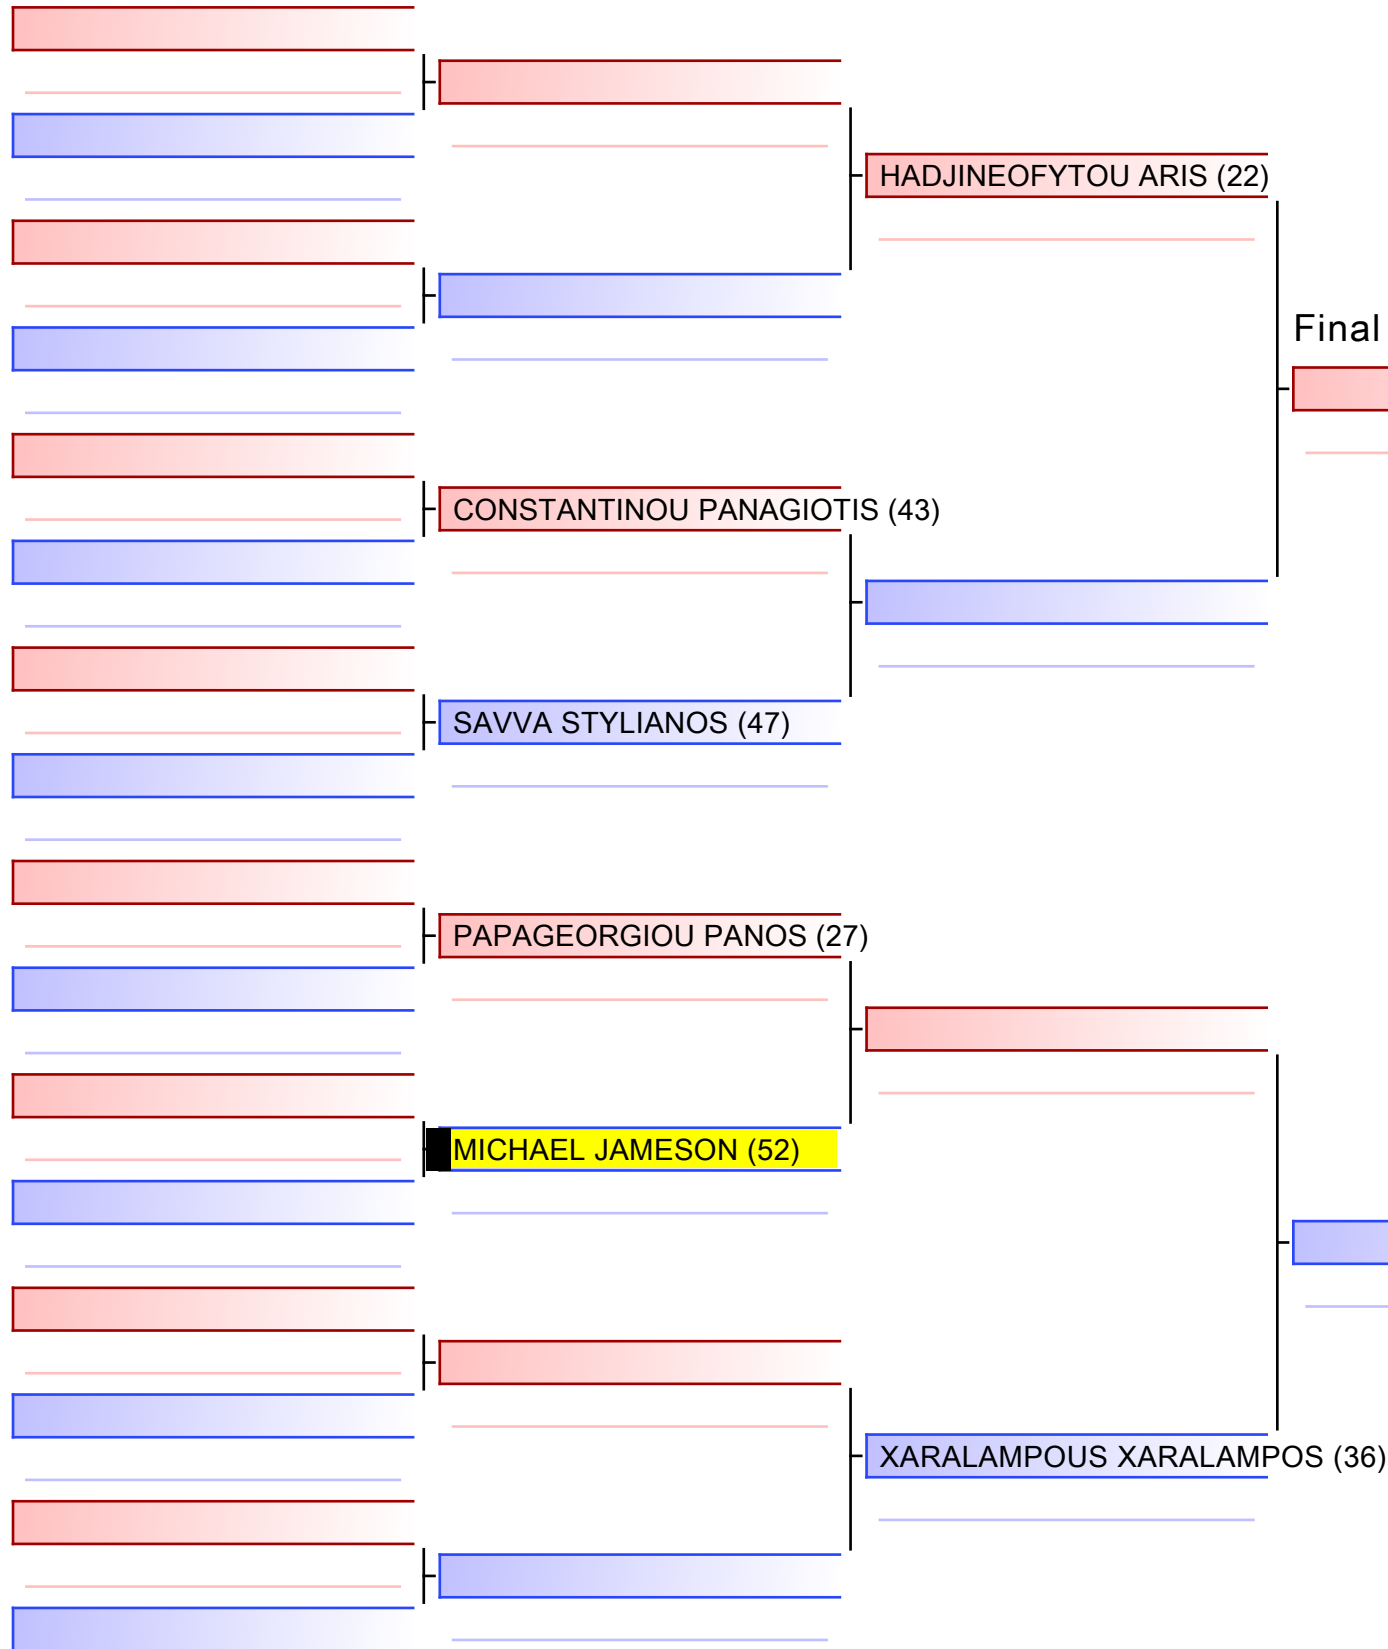 HADJINEOFYTOU ARIS (22)
Final
CONSTANTINOU PANAGIOTIS (43)
SAVVA STYLIANOS (47)
PAPAGEORGIOU PANOS (27)
MICHAEL JAMESON (52)
XARALAMPOUS XARALAMPOS (36)